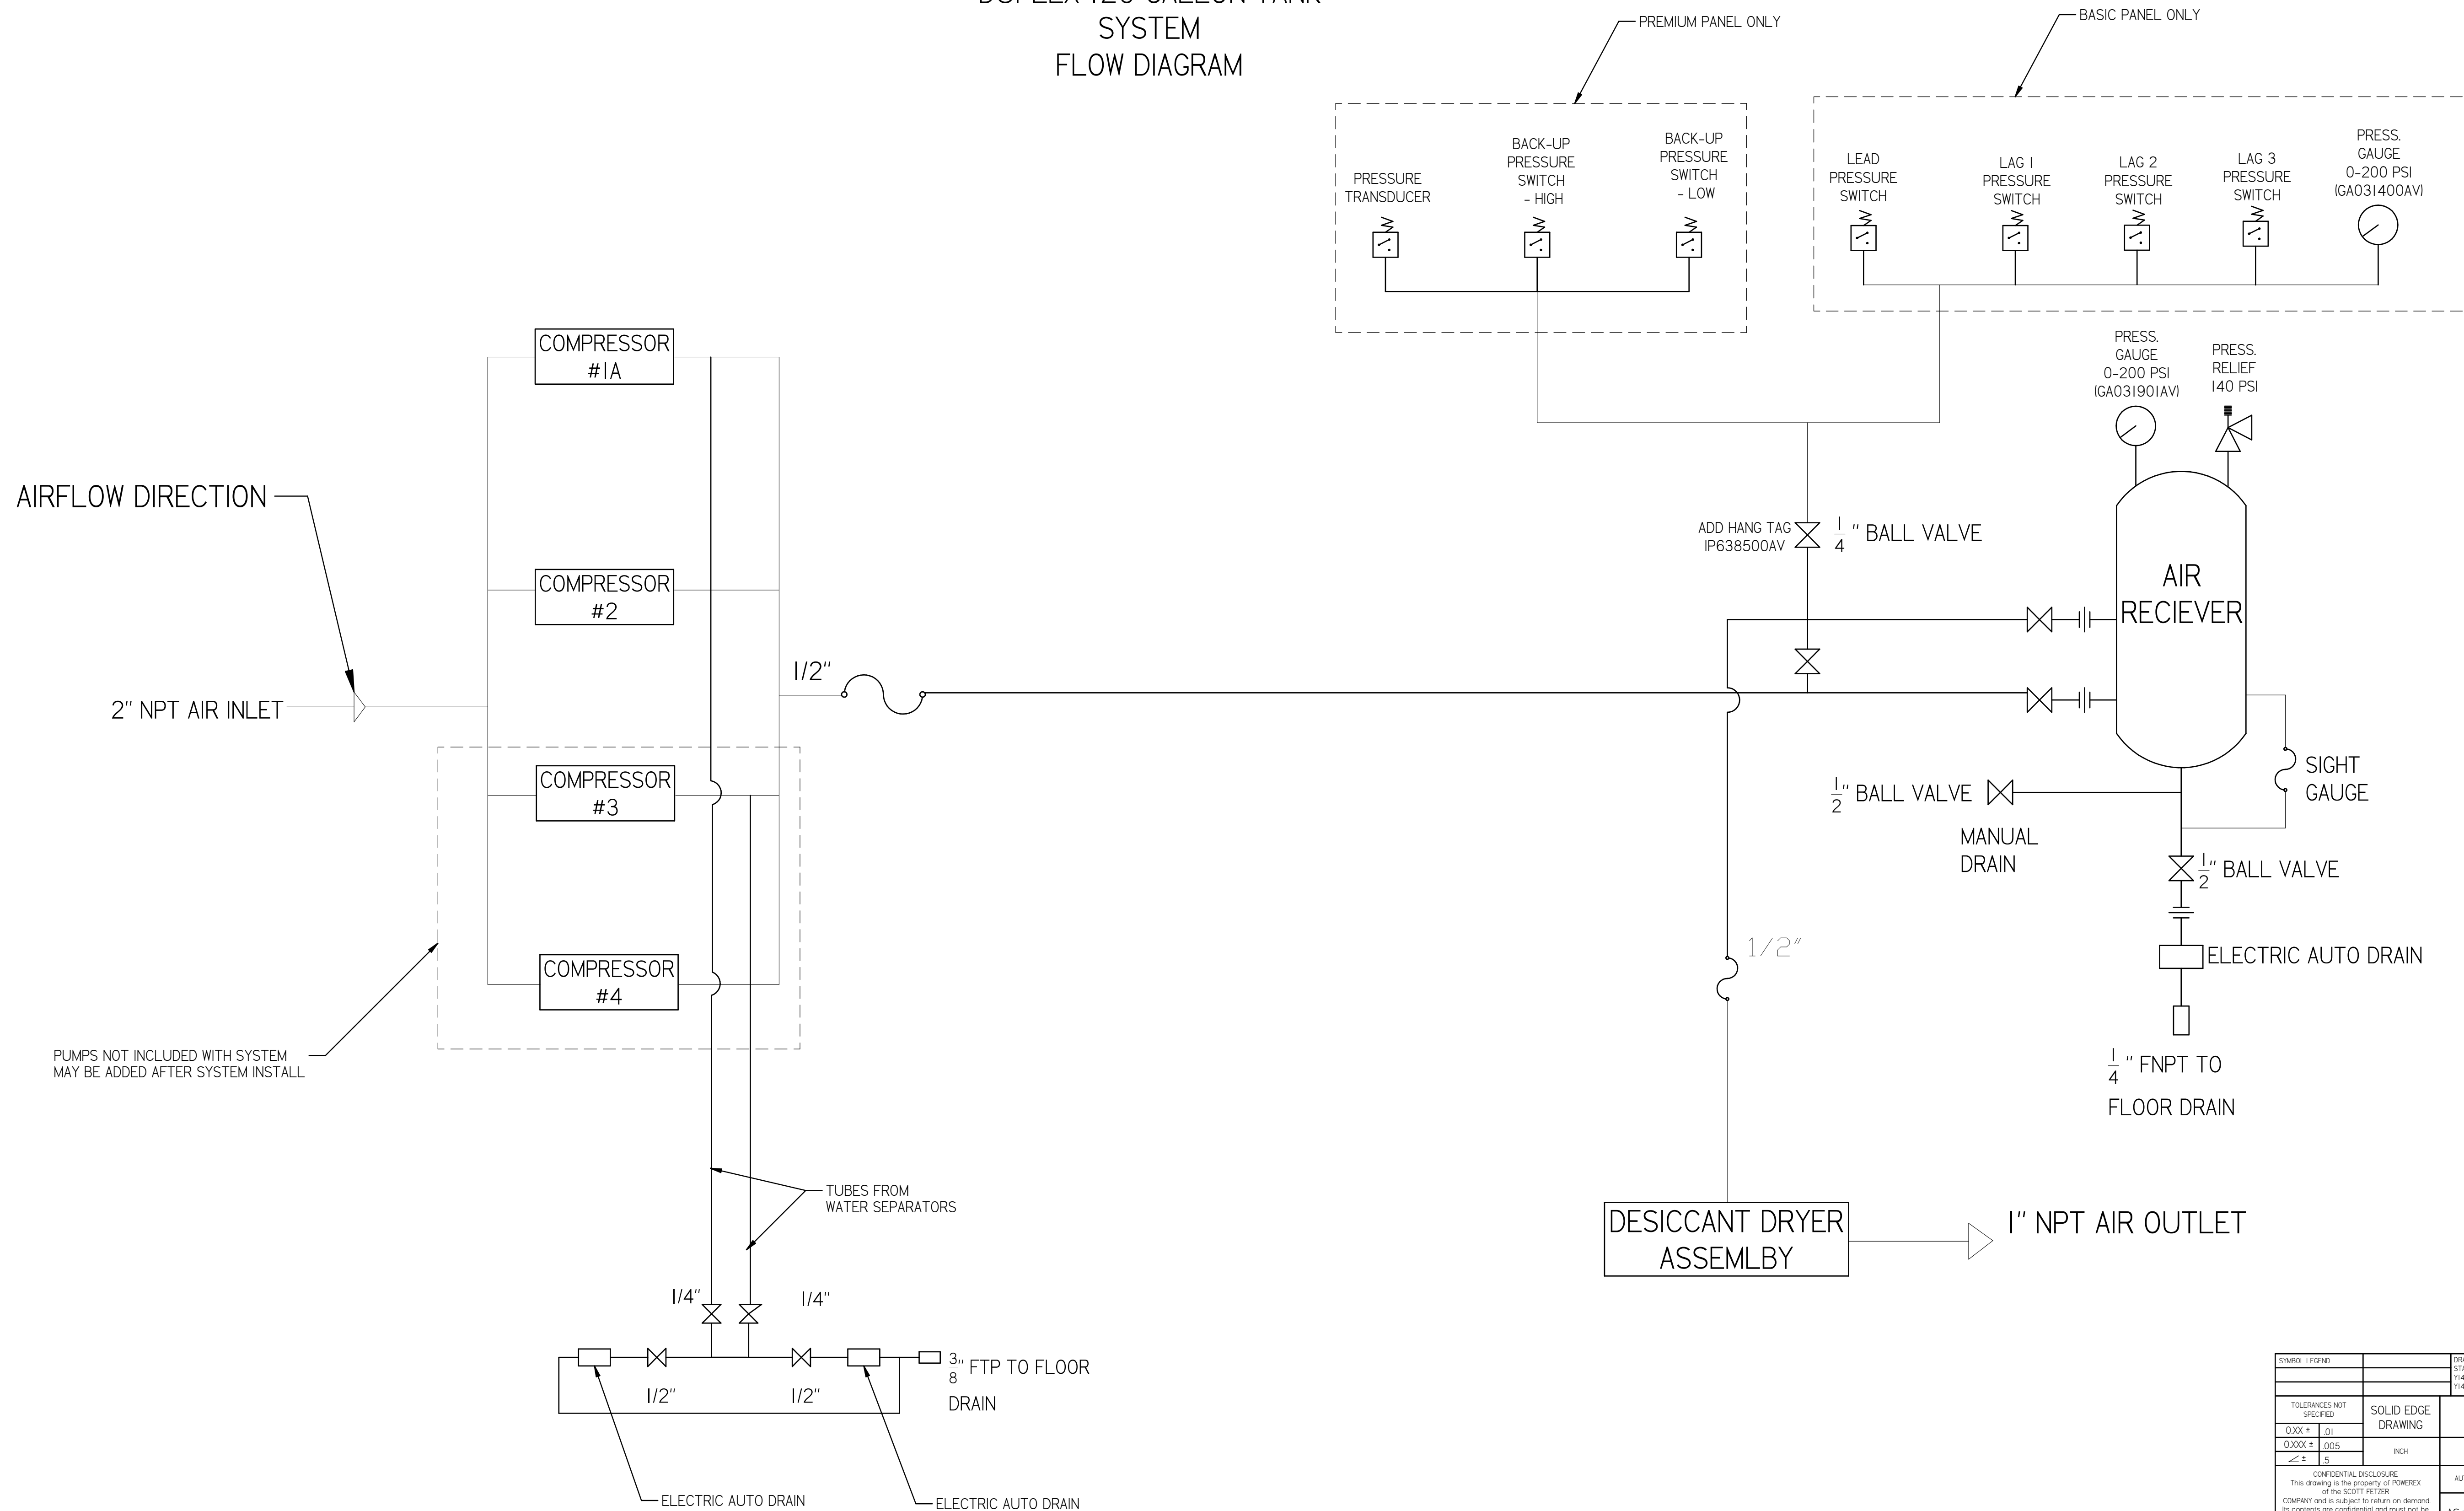 SYSTEM
FLOW DIAGRAM
PREMIUM PANEL ONLY
BASIC PANEL ONLY
PRESSURE
TRANSDUCER
BACK-UP
PRESSURE
SWITCH
- HIGH
BACK-UP
PRESSURE
SWITCH
- LOW
LEAD
PRESSURE
SWITCH
LAG 1
PRESSURE
SWITCH
LAG 2
PRESSURE
SWITCH
LAG 3
PRESSURE
SWITCH
PRESS.
GAUGE
0-200 PSI
(GA031400AV)
COMPRESSOR
#1A
PRESS.
GAUGE
0-200 PSI
(GA031901AV)
PRESS.
RELIEF
140 PSI
AIRFLOW DIRECTION
ADD HANG TAG
IP638500AV
1/4" BALL VALVE
COMPRESSOR
#2
AIR
RECIEVER
2" NPT AIR INLET
1/2"
COMPRESSOR
#3
1/2" BALL VALVE
MANUAL
DRAIN
SIGHT
GAUGE
1/2" BALL VALVE
COMPRESSOR
#4
1/2"
ELECTRIC AUTO DRAIN
PUMPS NOT INCLUDED WITH SYSTEM
MAY BE ADDED AFTER SYSTEM INSTALL
1/4" FNPT TO
FLOOR DRAIN
TUBES FROM
WATER SEPARATORS
DESICCANT DRYER
ASSEMLBY
1" NPT AIR OUTLET
1/4"
1/4"
3/8" FTP TO FLOOR
DRAIN
1/2"
1/2"
ELECTRIC AUTO DRAIN
ELECTRIC AUTO DRAIN
SYMBOL LEGEND
TOLERANCES NOT
SPECIFIED
SOLID EDGE
DRAWING
0.XX ± .01
0.XXX ± .005
INCH
∠ ± .5
CONFIDENTIAL DISCLOSURE
This drawing is the property of POWEREX
of the SCOTT FETZER
COMPANY and is subject to return on demand.
Its contents are confidential and must not be